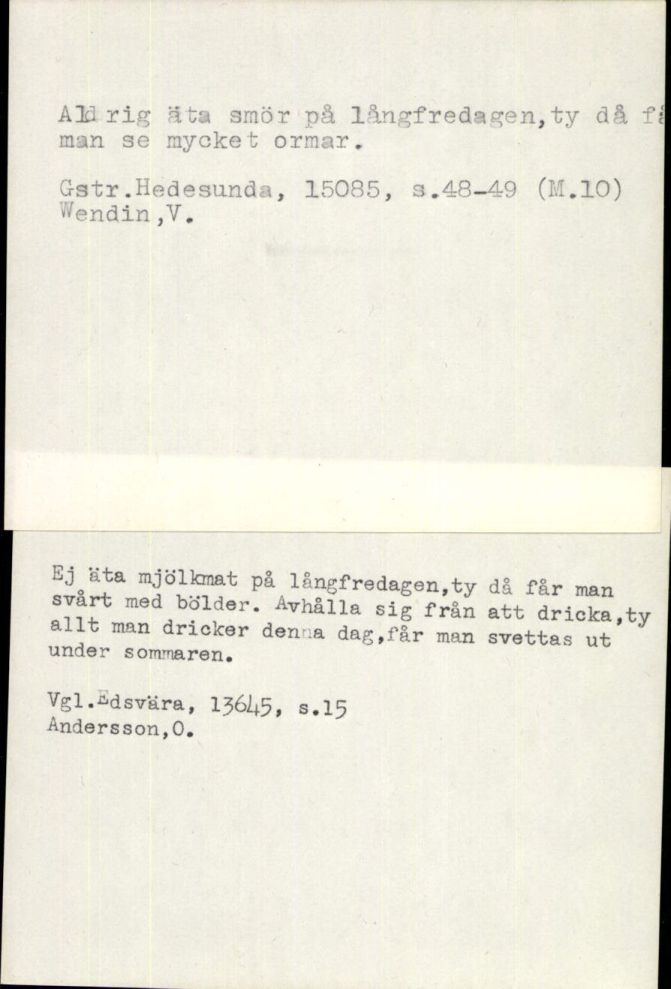 Aldrig äta smör på långfredagen,ty då få
man se mycket ormar.
Gstr.Hedesunda, 15085, s.48-49 (M.10)
Wendin,V.
Ej äta mjölkmat på långfredagen,ty då får man
svårt med bölder. Avhålla sig från att dricka,ty
allt man dricker denna dag,får man svettas ut
under sommaren.
Vgl.Edsvära, 13645, s.15
Andersson,O.